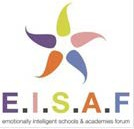 E.I.S.A.F
emotionally intelligent schools & academies forum